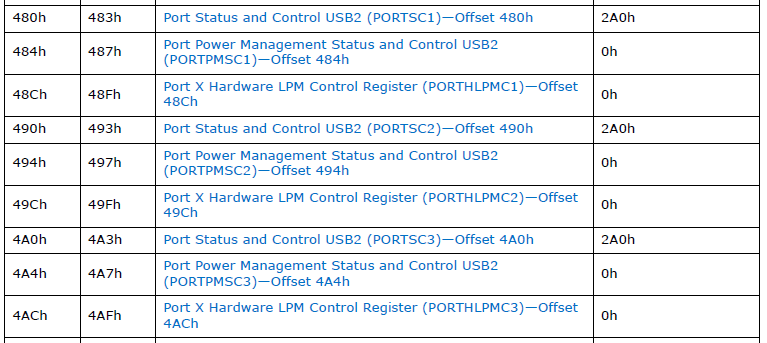 480h 483h Port Status and Control USB2 (PORTSC1)—Offset 480h 2A0h
484h 487h Port Power Management Status and Control USB2
(PORTPMSC1)—Offset 484h 0h
48Ch 48Fh Port X Hardware LPM Control Register (PORTHLPMC1)—Offset
48Ch 0h
490h 493h Port Status and Control USB2 (PORTSC2)—Offset 490h 2A0h
494h 497h Port Power Management Status and Control USB2
(PORTPMSC2)—Offset 494h 0h
49Ch 49Fh Port X Hardware LPM Control Register (PORTHLPMC2)—Offset
49Ch 0h
4A0h 4A3h Port Status and Control USB2 (PORTSC3)—Offset 4A0h 2A0h
4A4h 4A7h Port Power Management Status and Control USB2
(PORTPMSC3)—Offset 4A4h 0h
4ACh 4AFh Port X Hardware LPM Control Register (PORTHLPMC3)—Offset
4ACh 0h